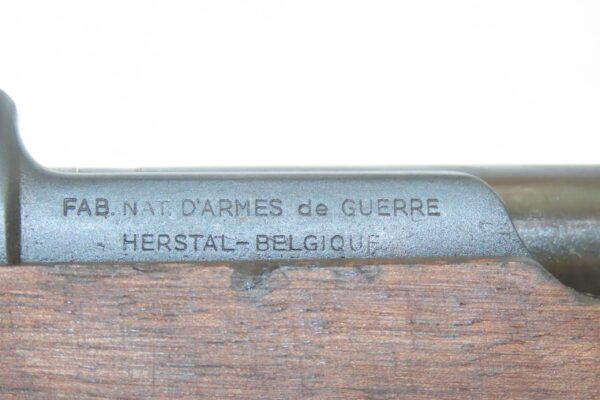 FAB. NAT. D'ARMES de GUERRE
HERSTAL-BELGIQUE